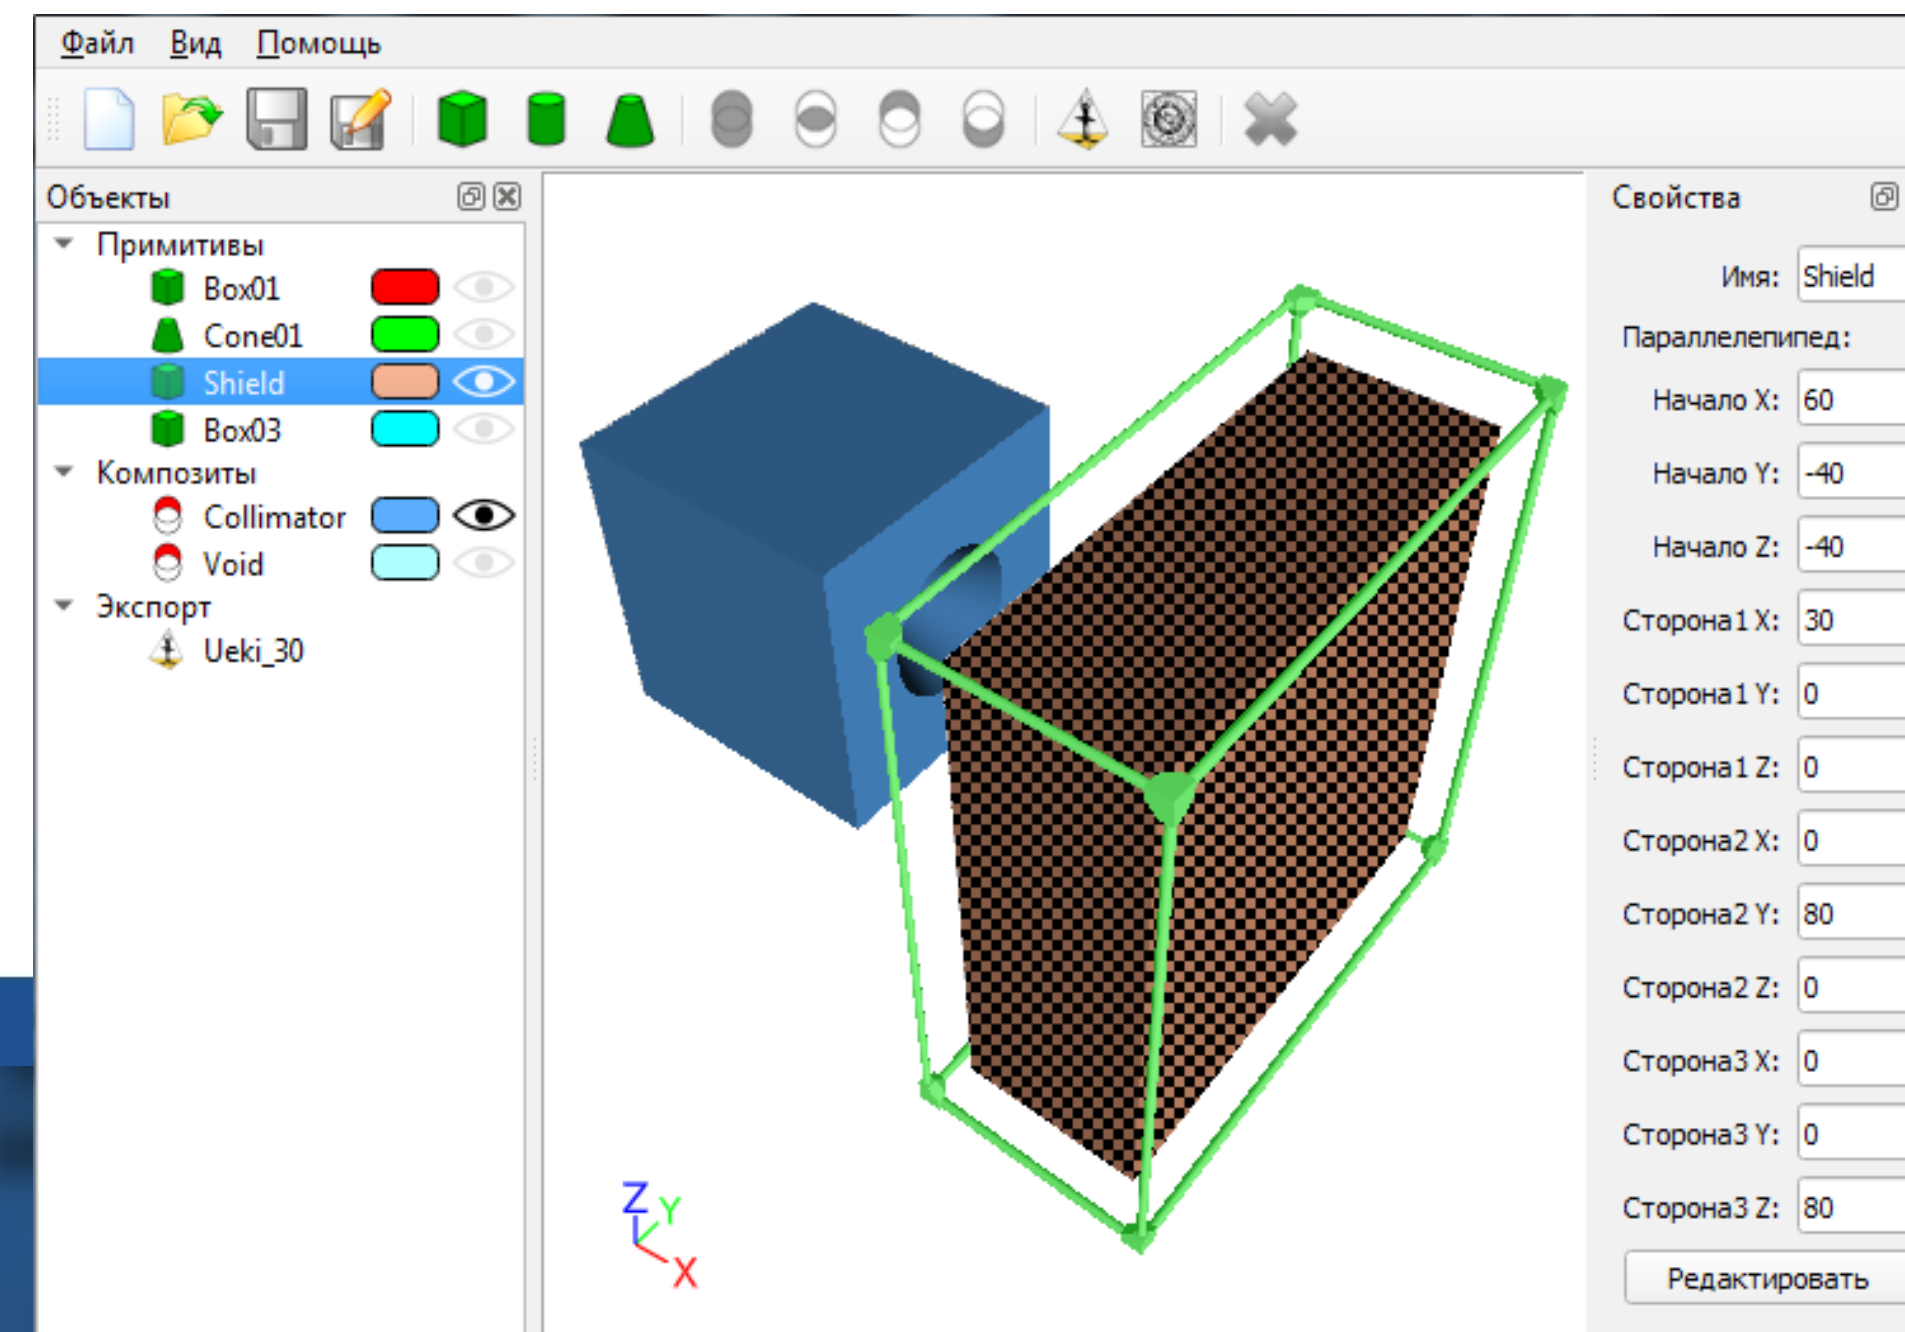 Файл Вид Помощь
Объекты
Примитивы
Box01
Cone01
Shield
Box03
Композиты
Collimator
Void
Экспорт
Ueki_30
Z
Y
X
Свойства
Имя: Shield
Параллелепипед:
Начало X: 60
Начало Y: -40
Начало Z: -40
Сторона1 X: 30
Сторона1 Y: 0
Сторона1 Z: 0
Сторона2 X: 0
Сторона2 Y: 80
Сторона2 Z: 0
Сторона3 X: 0
Сторона3 Y: 0
Сторона3 Z: 80
Редактировать